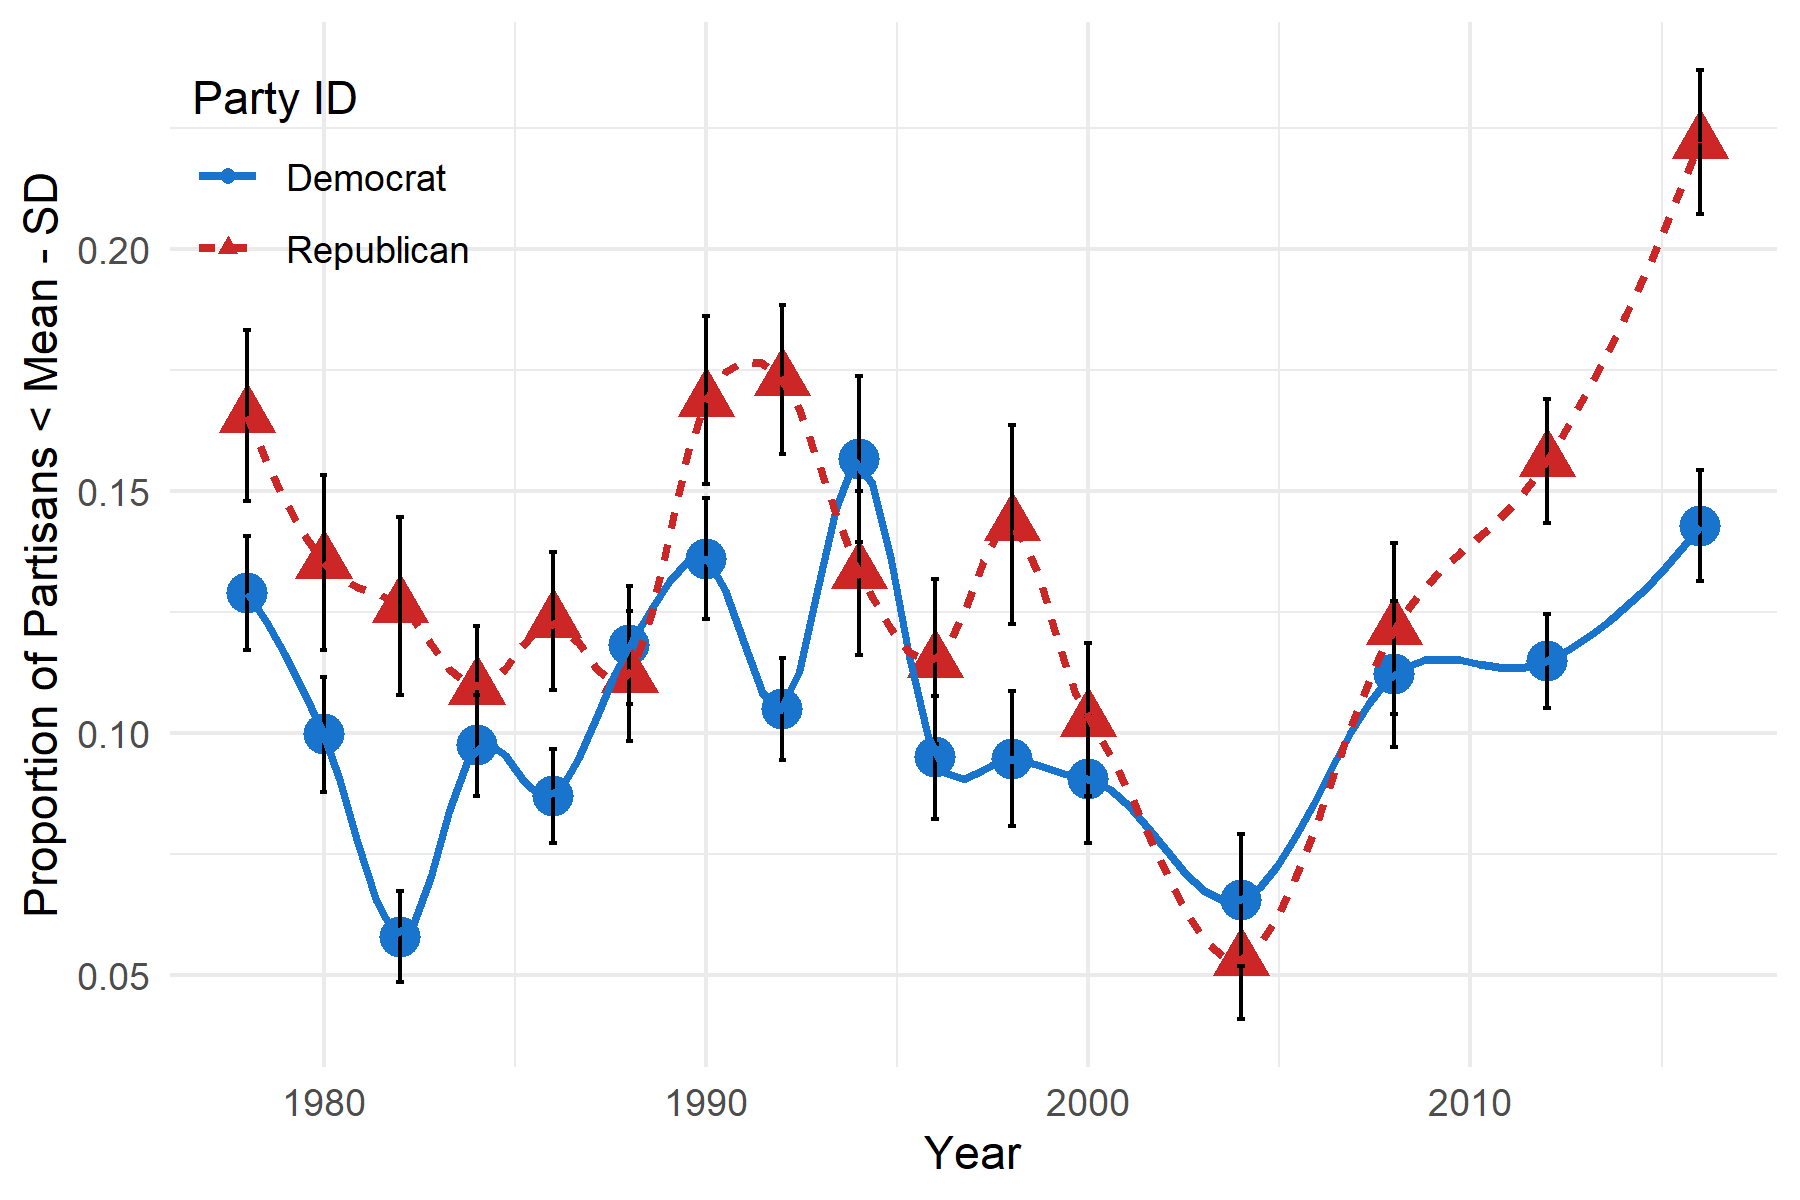 Party ID
Democrat
Republican
Proportion of Partisans < Mean - SD
0.20
0.15
0.10
0.05
1980
1990
2000
2010
Year